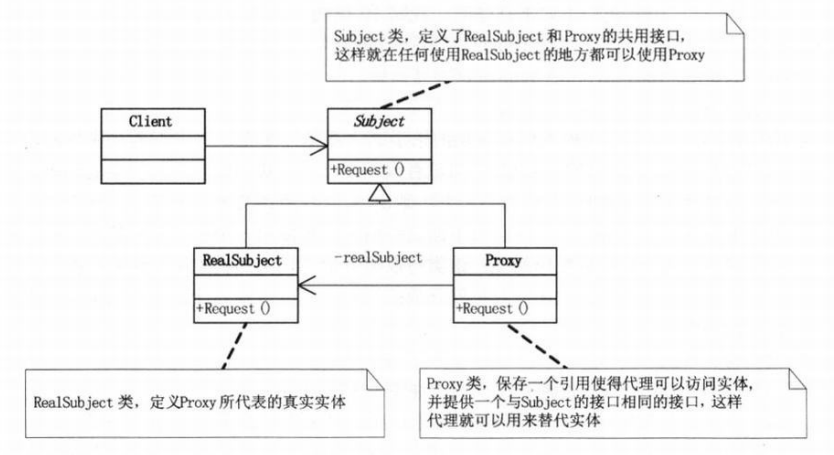 Subject类，定义了RealSubject和Proxy的共用接口，
这样就在任何使用RealSubject的地方都可以使用Proxy
Client
Subject
+Request()
RealSubject
-realSubject
Proxy
+Request()
+Request()
RealSubject类，定义Proxy所代表的真实实体
Proxy类，保存一个引用使得代理可以访问实体，
并提供一个与Subject的接口相同的接口，这样
代理就可以用来替代实体